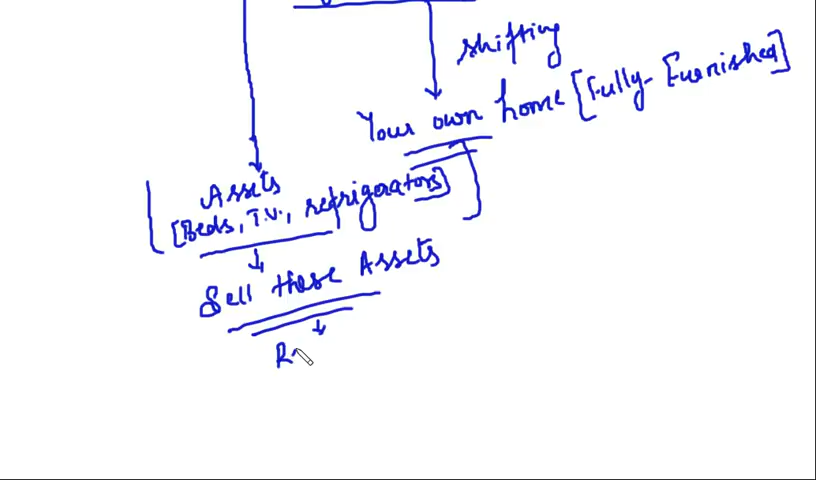 shifting
Your own home [Fully-Furnished]
Assets
[Beds, T.V., refrigerators]
Sell these Assets
R